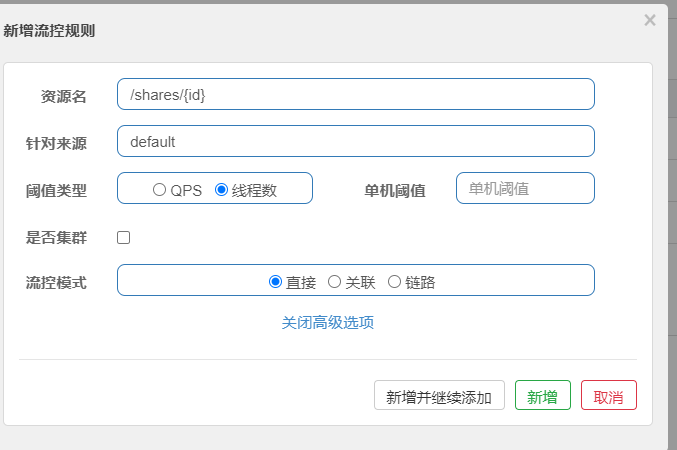 新增流控规则
资源名 /shares/{id}
针对来源 default
阈值类型 QPS 线程数 单机阈值 单机阈值
是否集群
流控模式 直接 关联 链路
关闭高级选项
新增并继续添加 新增 取消